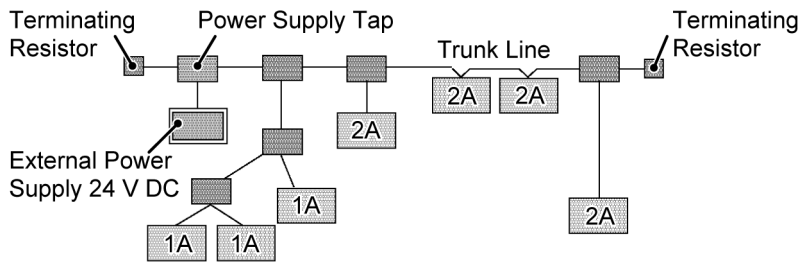 Terminating
Resistor
Power Supply Tap
Trunk Line
Terminating
Resistor
2A
2A
2A
External Power
Supply 24 V DC
1A
2A
1A
1A